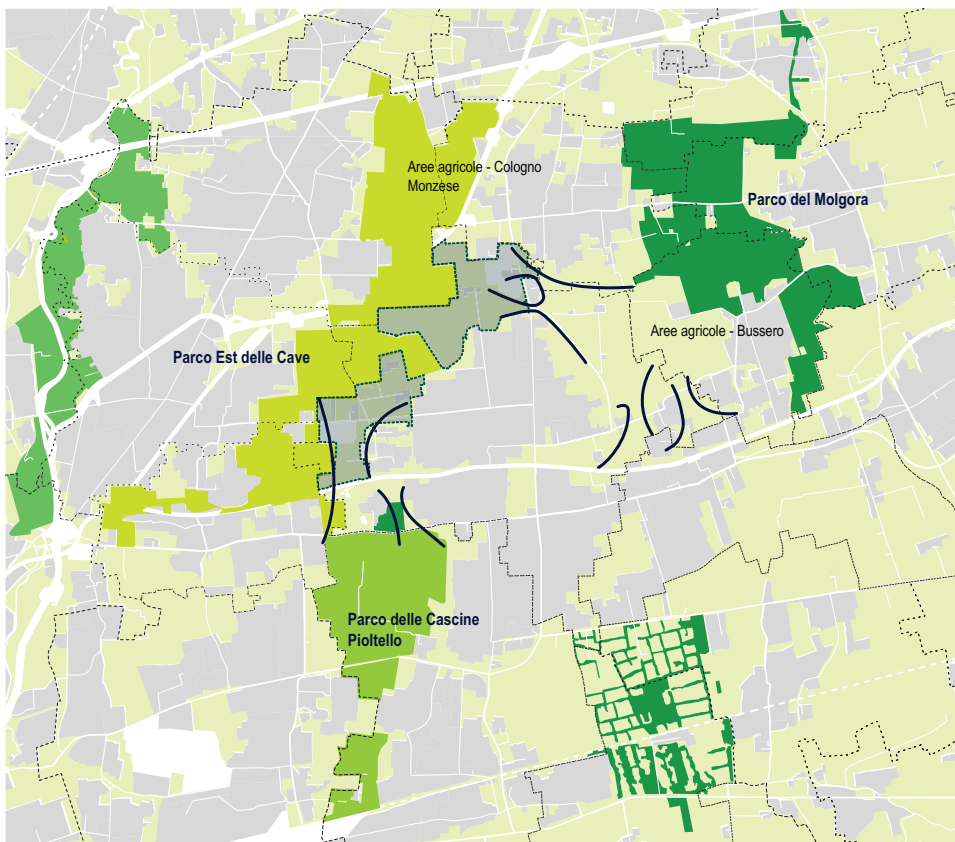 Aree agricole - Cologno
Monzese
Parco del Molgora
Aree agricole - Bussero
Parco Est delle Cave
Parco delle Cascine
Pioltello